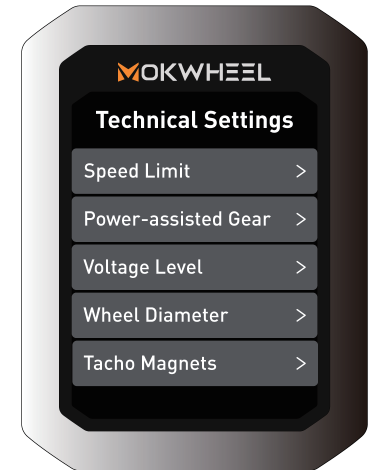 MOKWHEEL
Technical Settings
Speed Limit >
Power-assisted Gear >
Voltage Level >
Wheel Diameter >
Tacho Magnets >